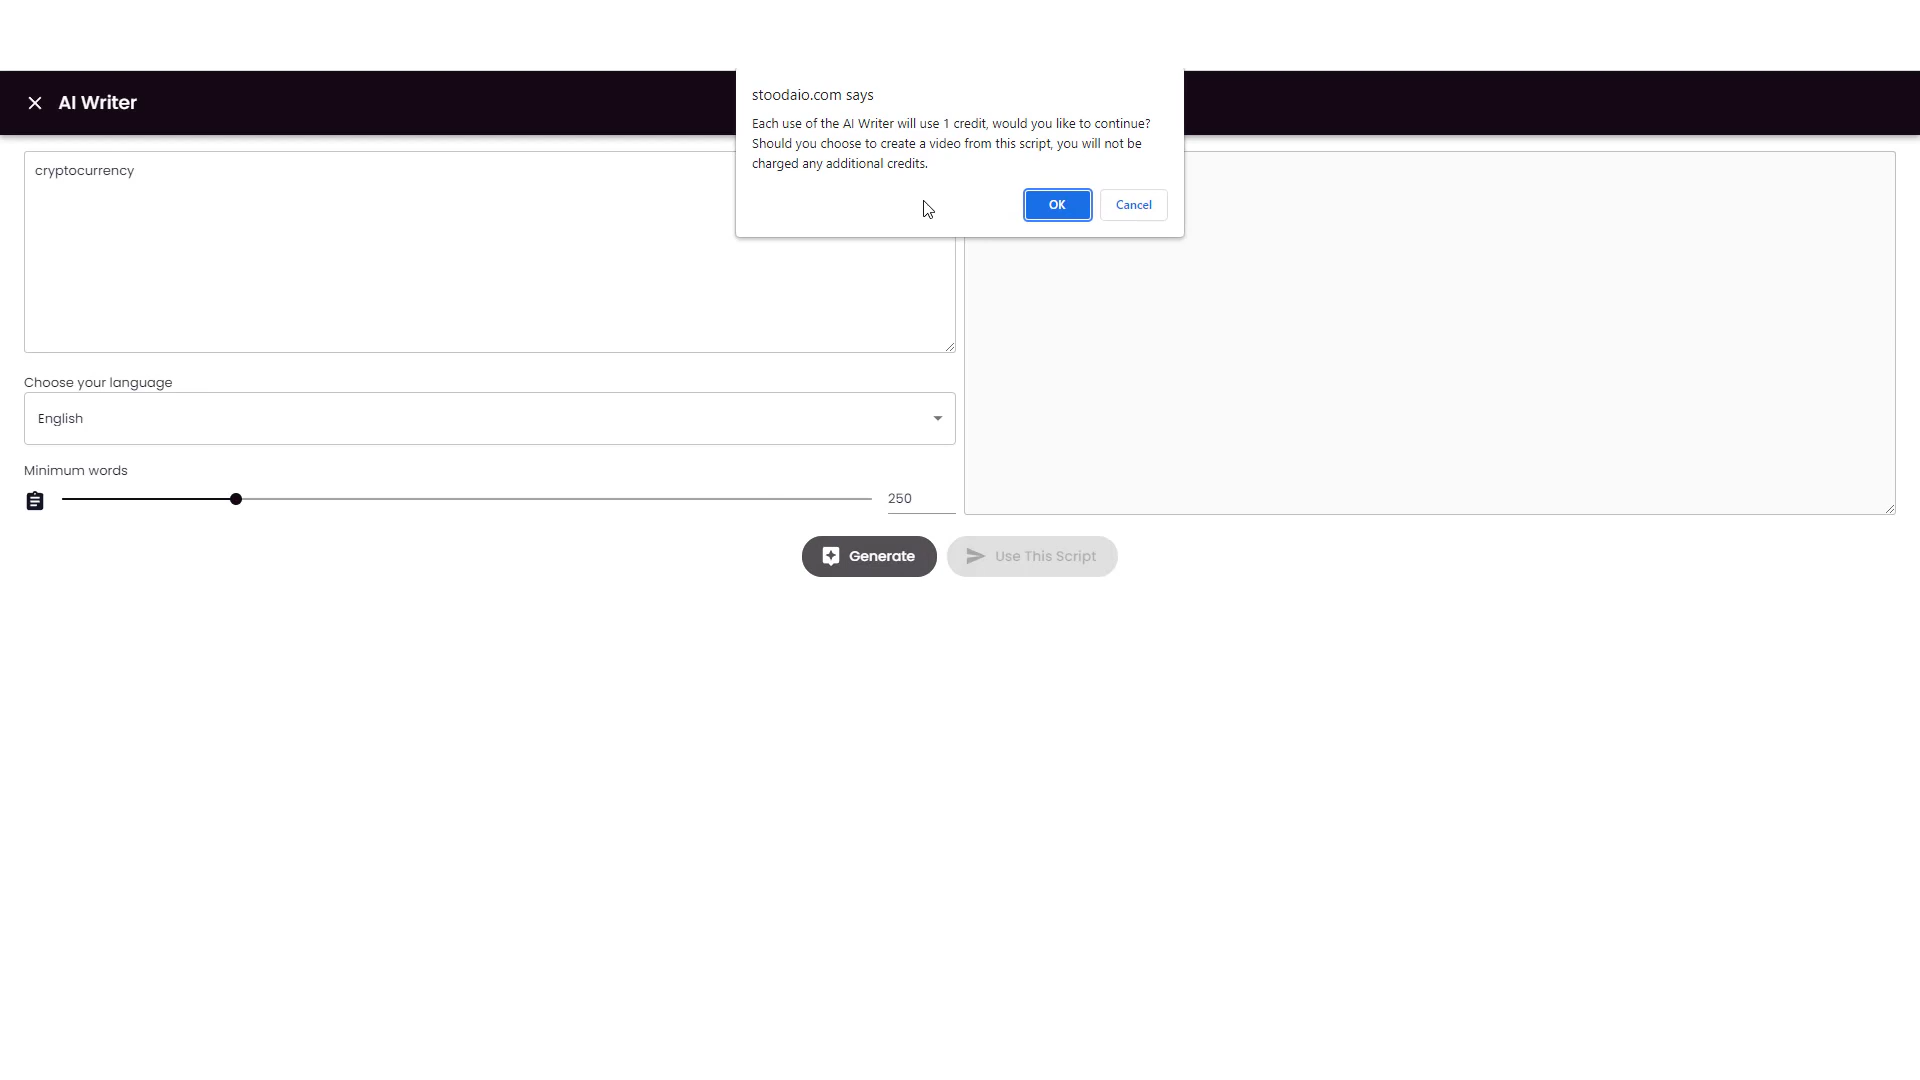 AI Writer
stoodaio.com says
Each use of the AI Writer will use 1 credit, would you like to continue?
Should you choose to create a video from this script, you will not be
charged any additional credits.
OK
Cancel
cryptocurrency
Choose your language
English
Minimum words
250
Generate
Use This Script